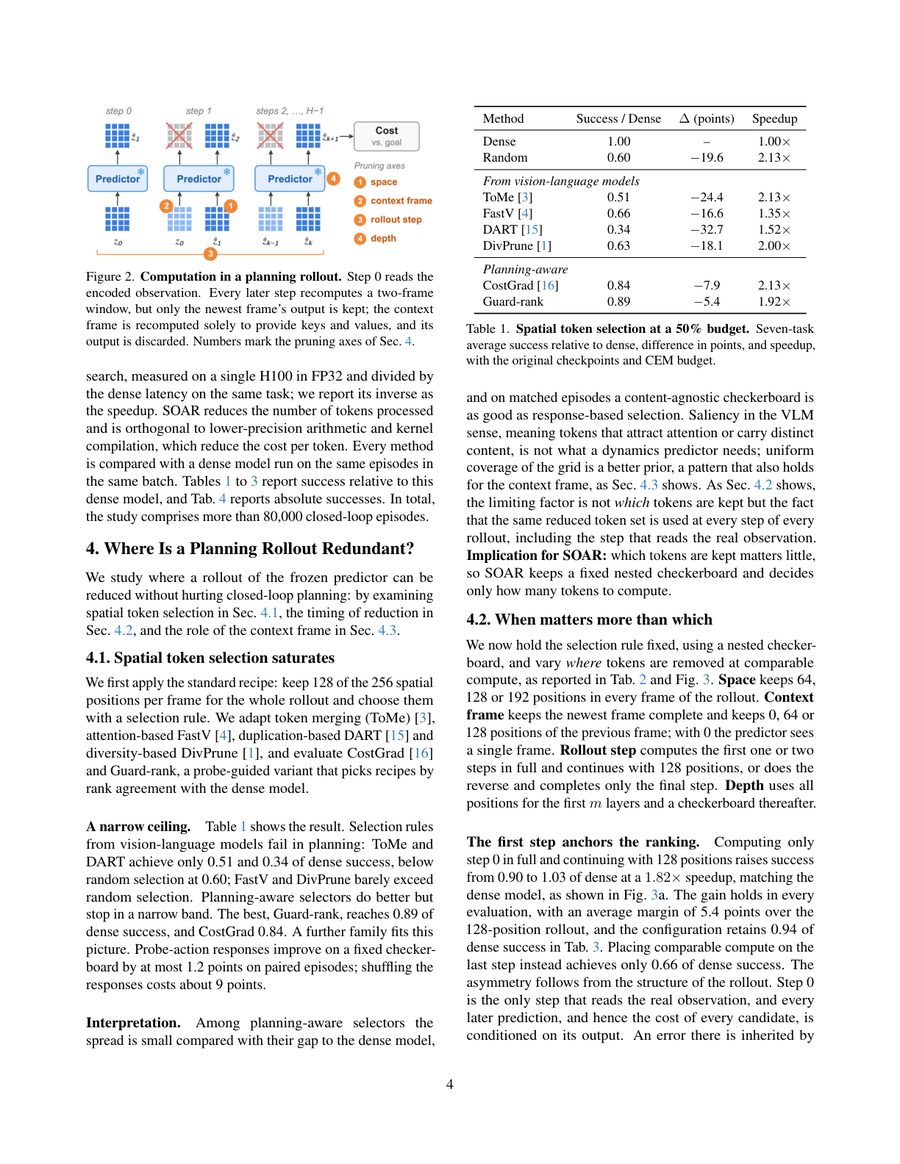 step 0 step 1 steps 2, …, H−1
ẑ1 ẑ2 ẑk+1 Cost
vs. goal
Predictor Predictor Predictor 4
Pruning axes
1 space
2 context frame
3 rollout step
4 depth
2 1
z0 z0 ẑ1 ẑk−1 ẑk
3
Figure 2. Computation in a planning rollout. Step 0 reads the
encoded observation. Every later step recomputes a two-frame
window, but only the newest frame's output is kept; the context
frame is recomputed solely to provide keys and values, and its
output is discarded. Numbers mark the pruning axes of Sec. 4.
search, measured on a single H100 in FP32 and divided by
the dense latency on the same task; we report its inverse as
the speedup. SOAR reduces the number of tokens processed
and is orthogonal to lower-precision arithmetic and kernel
compilation, which reduce the cost per token. Every method
is compared with a dense model run on the same episodes in
the same batch. Tables 1 to 3 report success relative to this
dense model, and Tab. 4 reports absolute successes. In total,
the study comprises more than 80,000 closed-loop episodes.
4. Where Is a Planning Rollout Redundant?
We study where a rollout of the frozen predictor can be
reduced without hurting closed-loop planning: by examining
spatial token selection in Sec. 4.1, the timing of reduction in
Sec. 4.2, and the role of the context frame in Sec. 4.3.
4.1. Spatial token selection saturates
We first apply the standard recipe: keep 128 of the 256 spatial
positions per frame for the whole rollout and choose them
with a selection rule. We adapt token merging (ToMe) [3],
attention-based FastV [4], duplication-based DART [15] and
diversity-based DivPrune [1], and evaluate CostGrad [16]
and Guard-rank, a probe-guided variant that picks recipes by
rank agreement with the dense model.
A narrow ceiling. Table 1 shows the result. Selection rules
from vision-language models fail in planning: ToMe and
DART achieve only 0.51 and 0.34 of dense success, below
random selection at 0.60; FastV and DivPrune barely exceed
random selection. Planning-aware selectors do better but
stop in a narrow band. The best, Guard-rank, reaches 0.89 of
dense success, and CostGrad 0.84. A further family fits this
picture. Probe-action responses improve on a fixed checker-
board by at most 1.2 points on paired episodes; shuffling the
responses costs about 9 points.
Interpretation. Among planning-aware selectors the
spread is small compared with their gap to the dense model,
Method Success / Dense Δ (points) Speedup
Dense 1.00 – 1.00×
Random 0.60 −19.6 2.13×
From vision-language models
ToMe [3] 0.51 −24.4 2.13×
FastV [4] 0.66 −16.6 1.35×
DART [15] 0.34 −32.7 1.52×
DivPrune [1] 0.63 −18.1 2.00×
Planning-aware
CostGrad [16] 0.84 −7.9 2.13×
Guard-rank 0.89 −5.4 1.92×
Table 1. Spatial token selection at a 50% budget. Seven-task
average success relative to dense, difference in points, and speedup,
with the original checkpoints and CEM budget.
and on matched episodes a content-agnostic checkerboard is
as good as response-based selection. Saliency in the VLM
sense, meaning tokens that attract attention or carry distinct
content, is not what a dynamics predictor needs; uniform
coverage of the grid is a better prior, a pattern that also holds
for the context frame, as Sec. 4.3 shows. As Sec. 4.2 shows,
the limiting factor is not which tokens are kept but the fact
that the same reduced token set is used at every step of every
rollout, including the step that reads the real observation.
Implication for SOAR: which tokens are kept matters little,
so SOAR keeps a fixed nested checkerboard and decides
only how many tokens to compute.
4.2. When matters more than which
We now hold the selection rule fixed, using a nested checker-
board, and vary where tokens are removed at comparable
compute, as reported in Tab. 2 and Fig. 3. Space keeps 64,
128 or 192 positions in every frame of the rollout. Context
frame keeps the newest frame complete and keeps 0, 64 or
128 positions of the previous frame; with 0 the predictor sees
a single frame. Rollout step computes the first one or two
steps in full and continues with 128 positions, or does the
reverse and completes only the final step. Depth uses all
positions for the first m layers and a checkerboard thereafter.
The first step anchors the ranking. Computing only
step 0 in full and continuing with 128 positions raises success
from 0.90 to 1.03 of dense at a 1.82× speedup, matching the
dense model, as shown in Fig. 3a. The gain holds in every
evaluation, with an average margin of 5.4 points over the
128-position rollout, and the configuration retains 0.94 of
dense success in Tab. 3. Placing comparable compute on the
last step instead achieves only 0.66 of dense success. The
asymmetry follows from the structure of the rollout. Step 0
is the only step that reads the real observation, and every
later prediction, and hence the cost of every candidate, is
conditioned on its output. An error there is inherited by
4